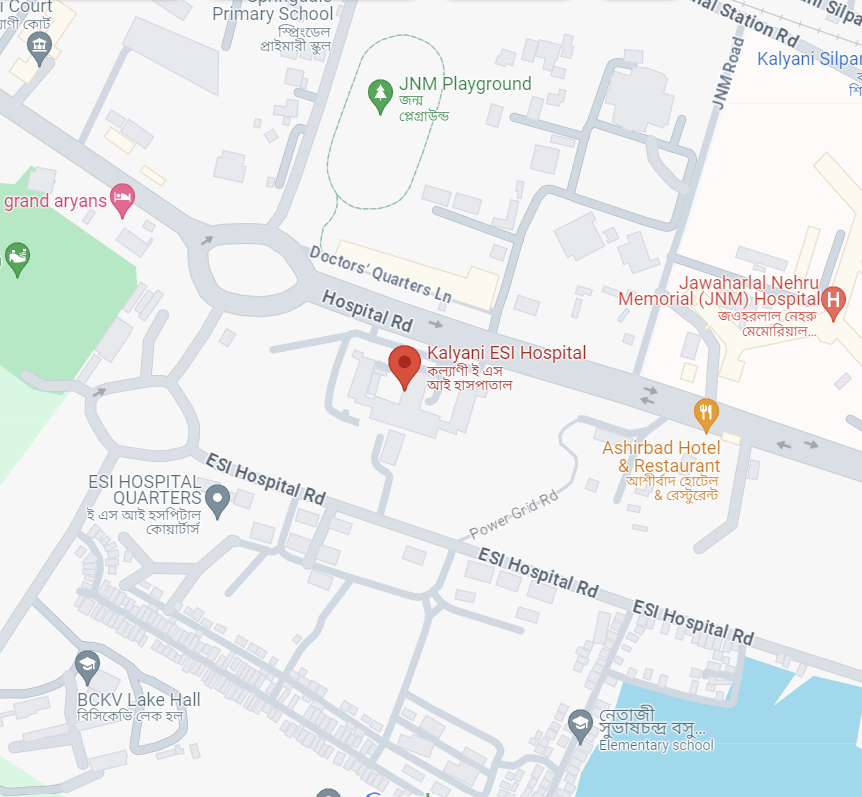 i Court
্যাণী কোর্ট
Primary School
স্প্রিংডেল
প্রাইমারী স্কুল
Station Rd
JNM Road
Kalyani Silpan
JNM Playground
জন্ম
প্লেগ্রাউন্ড
grand aryans
Doctors' Quarters Ln
Hospital Rd
Jawaharlal Nehru
Memorial (JNM) Hospital
জওহরলাল নেহরু
মেমোরিয়াল...
H
Kalyani ESI Hospital
কল্যাণী ই এস
আই হাসপাতাল
Ashirbad Hotel
& Restaurant
আশীর্বাদ হোটেল
& রেস্টুরেন্ট
ESI Hospital Rd
ESI HOSPITAL
QUARTERS
ই এস আই হসপিটাল
কোয়ার্টার্স
Power Grid Rd
ESI Hospital Rd
ESI Hospital Rd
BCKV Lake Hall
বিসিকেভি লেক হল
নেতাজী
সুভাষচন্দ্র বসু...
Elementary school